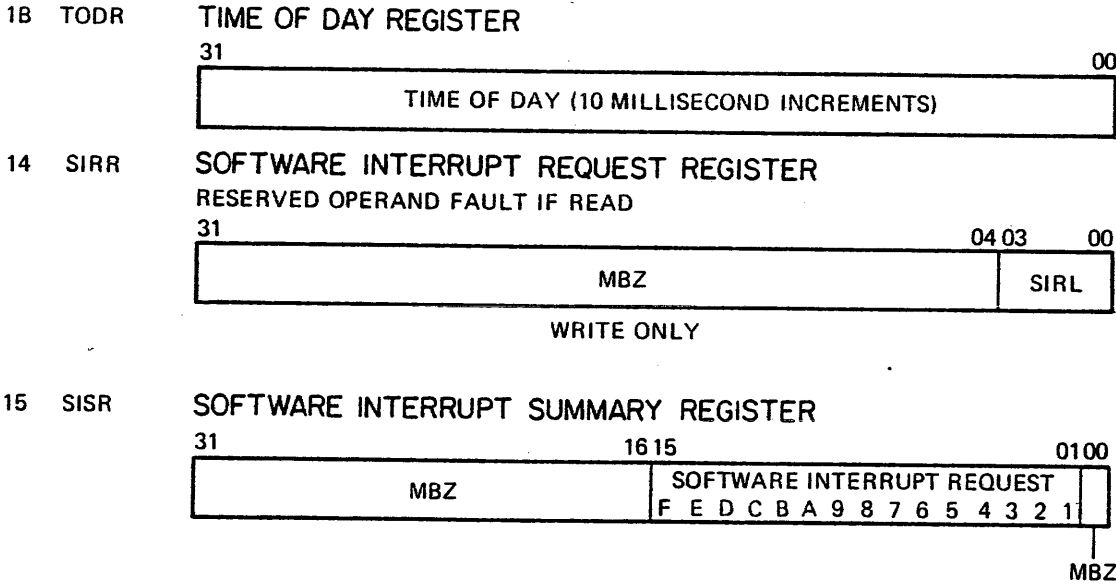 1B TODR TIME OF DAY REGISTER
31 00
TIME OF DAY (10 MILLISECOND INCREMENTS)
14 SIRR SOFTWARE INTERRUPT REQUEST REGISTER
RESERVED OPERAND FAULT IF READ
31 04 03 00
MBZ SIRL
WRITE ONLY
15 SISR SOFTWARE INTERRUPT SUMMARY REGISTER
31 16 15 01 00
MBZ SOFTWARE INTERRUPT REQUEST
F E D C B A 9 8 7 6 5 4 3 2 1
MBZ